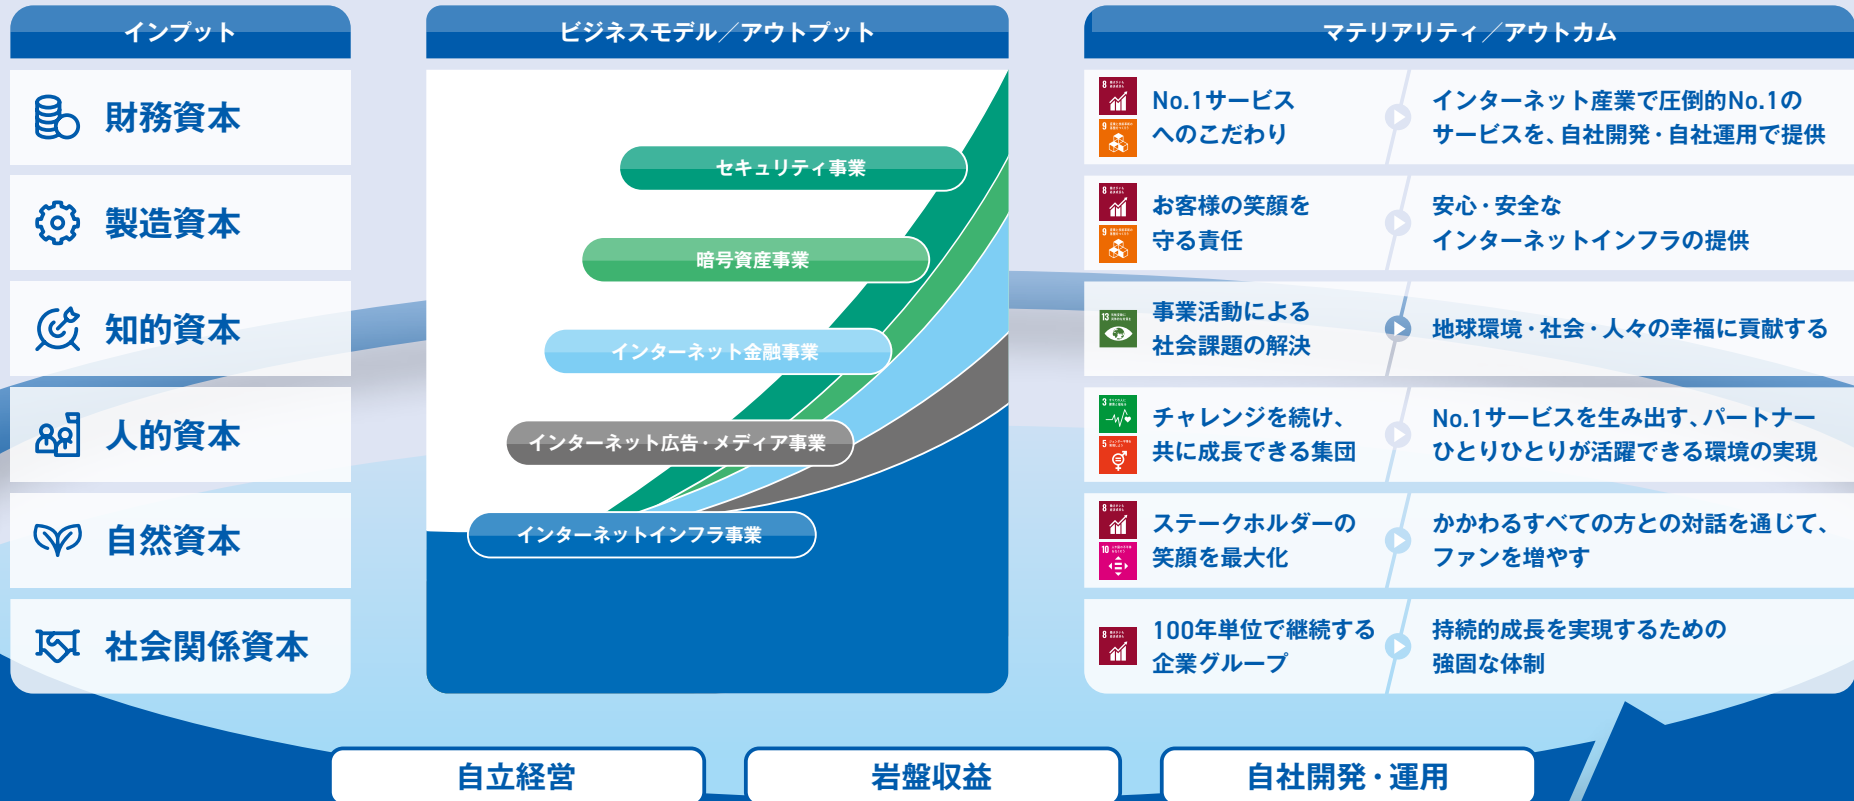 インプット
財務資本
製造資本
知的資本
人的資本
自然資本
社会関係資本
ビジネスモデル／アウトプット
セキュリティ事業
暗号資産事業
インターネット金融事業
インターネット広告・メディア事業
インターネットインフラ事業
マテリアリティ／アウトカム
8
9
No.1サービス
へのこだわり
インターネット産業で圧倒的No.1の
サービスを、自社開発・自社運用で提供
8
9
お客様の笑顔を
守る責任
安心・安全な
インターネットインフラの提供
13
事業活動による
社会課題の解決
地球環境・社会・人々の幸福に貢献する
3
5
チャレンジを続け、
共に成長できる集団
No.1サービスを生み出す、パートナー
ひとりひとりが活躍できる環境の実現
8
10
ステークホルダーの
笑顔を最大化
かかわるすべての方との対話を通じて、
ファンを増やす
8
100年単位で継続する
企業グループ
持続的成長を実現するための
強固な体制
自立経営
岩盤収益
自社開発・運用